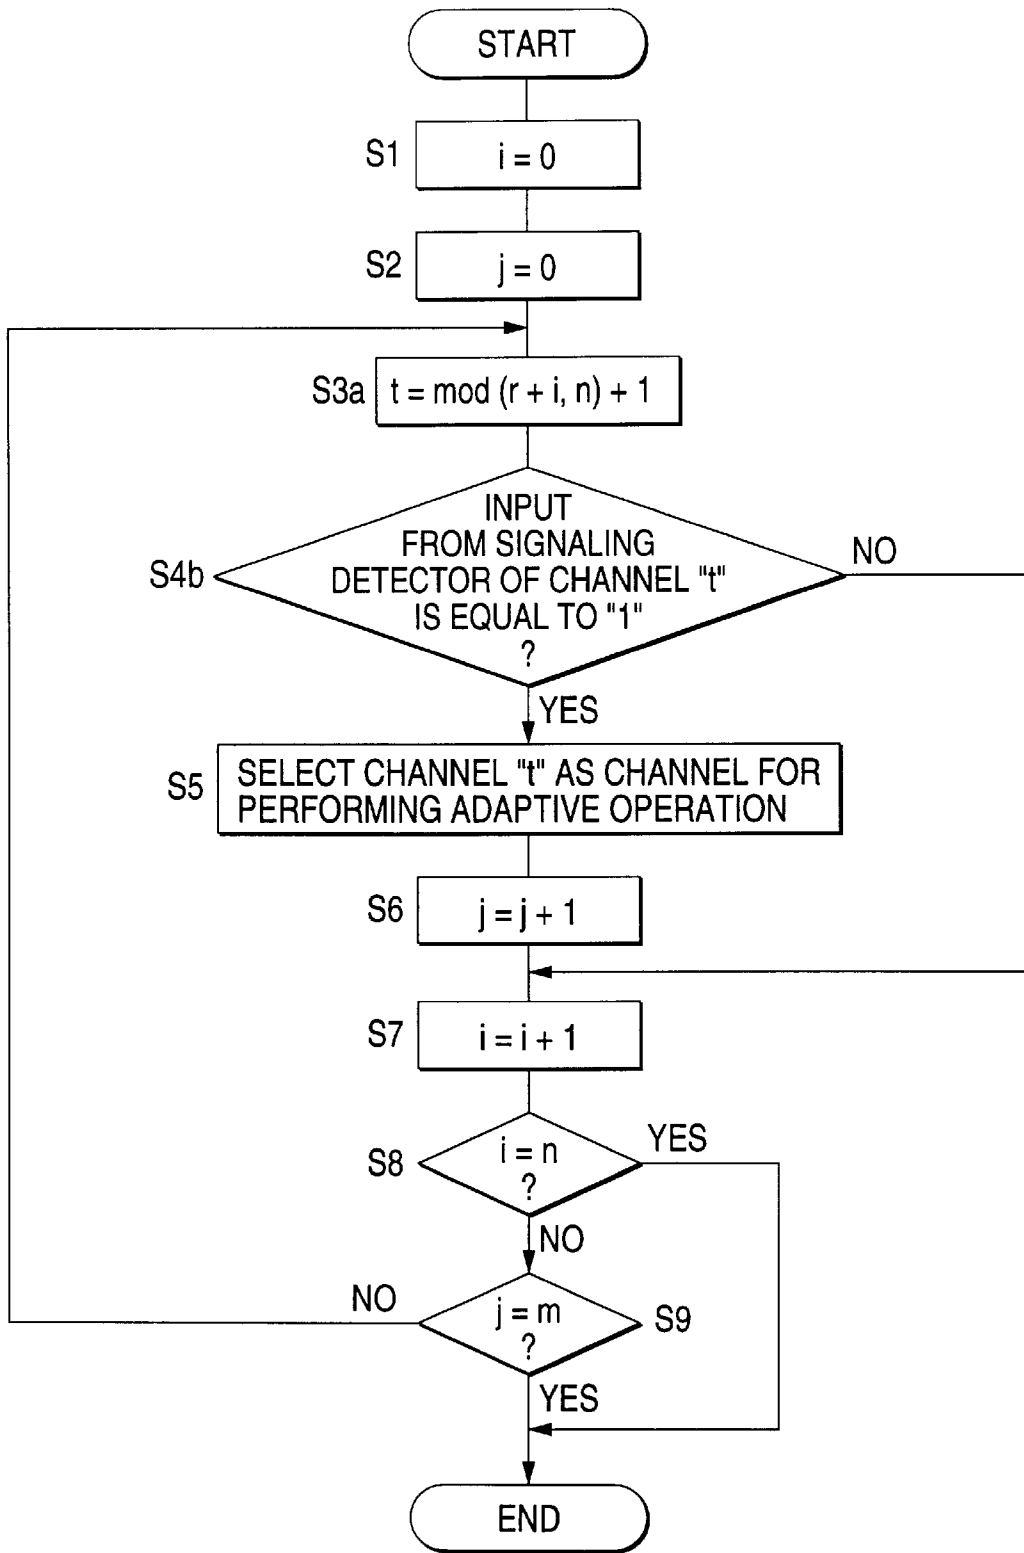 START
S1
i = 0
S2
j = 0
S3a
t = mod (r + i, n) + 1
INPUT
FROM SIGNALING
DETECTOR OF CHANNEL "t"
IS EQUAL TO "1"
?
S4b
NO
YES
S5
SELECT CHANNEL "t" AS CHANNEL FOR
PERFORMING ADAPTIVE OPERATION
S6
j = j + 1
S7
i = i + 1
S8
i = n
?
YES
NO
j = m
?
S9
NO
YES
END